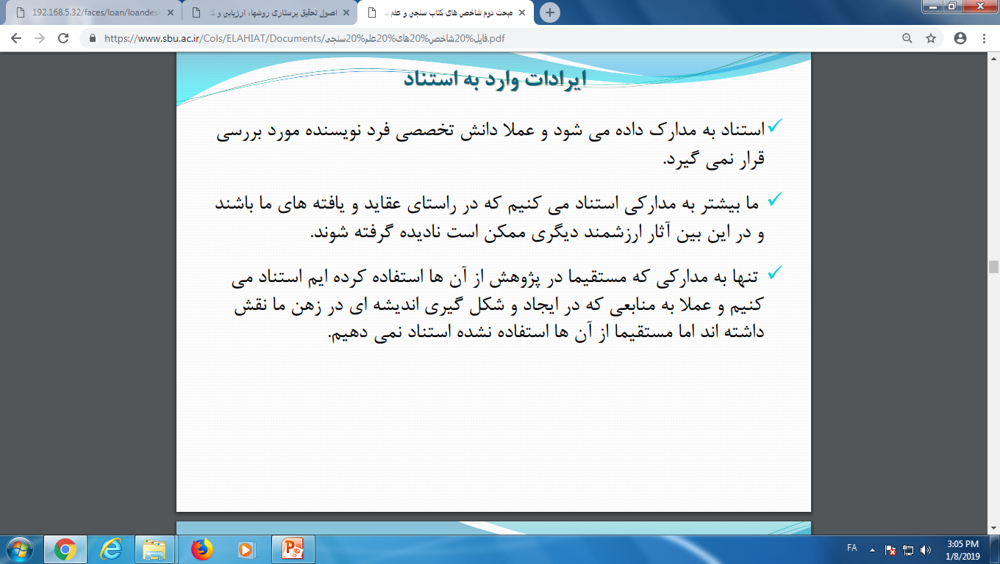 192.168.5.32/faces/loan/loandes
اصول تحقیق پرستاری روشها، ارزیابی و ک
مبحث دوم شاخص های کتاب سنجی و علم س
https://www.sbu.ac.ir/Cols/ELAHIAT/Documents/فایل%20شاخص%20های%20علم%20سنجی.pdf
ایرادات وارد به استناد
استناد به مدارک داده می شود و عملا دانش تخصصی فرد نویسنده مورد بررسی
قرار نمی گیرد.
ما بیشتر به مدارکی استناد می کنیم که در راستای عقاید و یافته های ما باشند
و در این بین آثار ارزشمند دیگری ممکن است نادیده گرفته شوند.
تنها به مدارکی که مستقیما در پژوهش از آن ها استفاده کرده ایم استناد می
کنیم و عملا به منابعی که در ایجاد و شکل گیری اندیشه ای در زهن ما نقش
داشته اند اما مستقیما از آن ها استفاده نشده استناد نمی دهیم.
FA
3:05 PM
1/8/2019